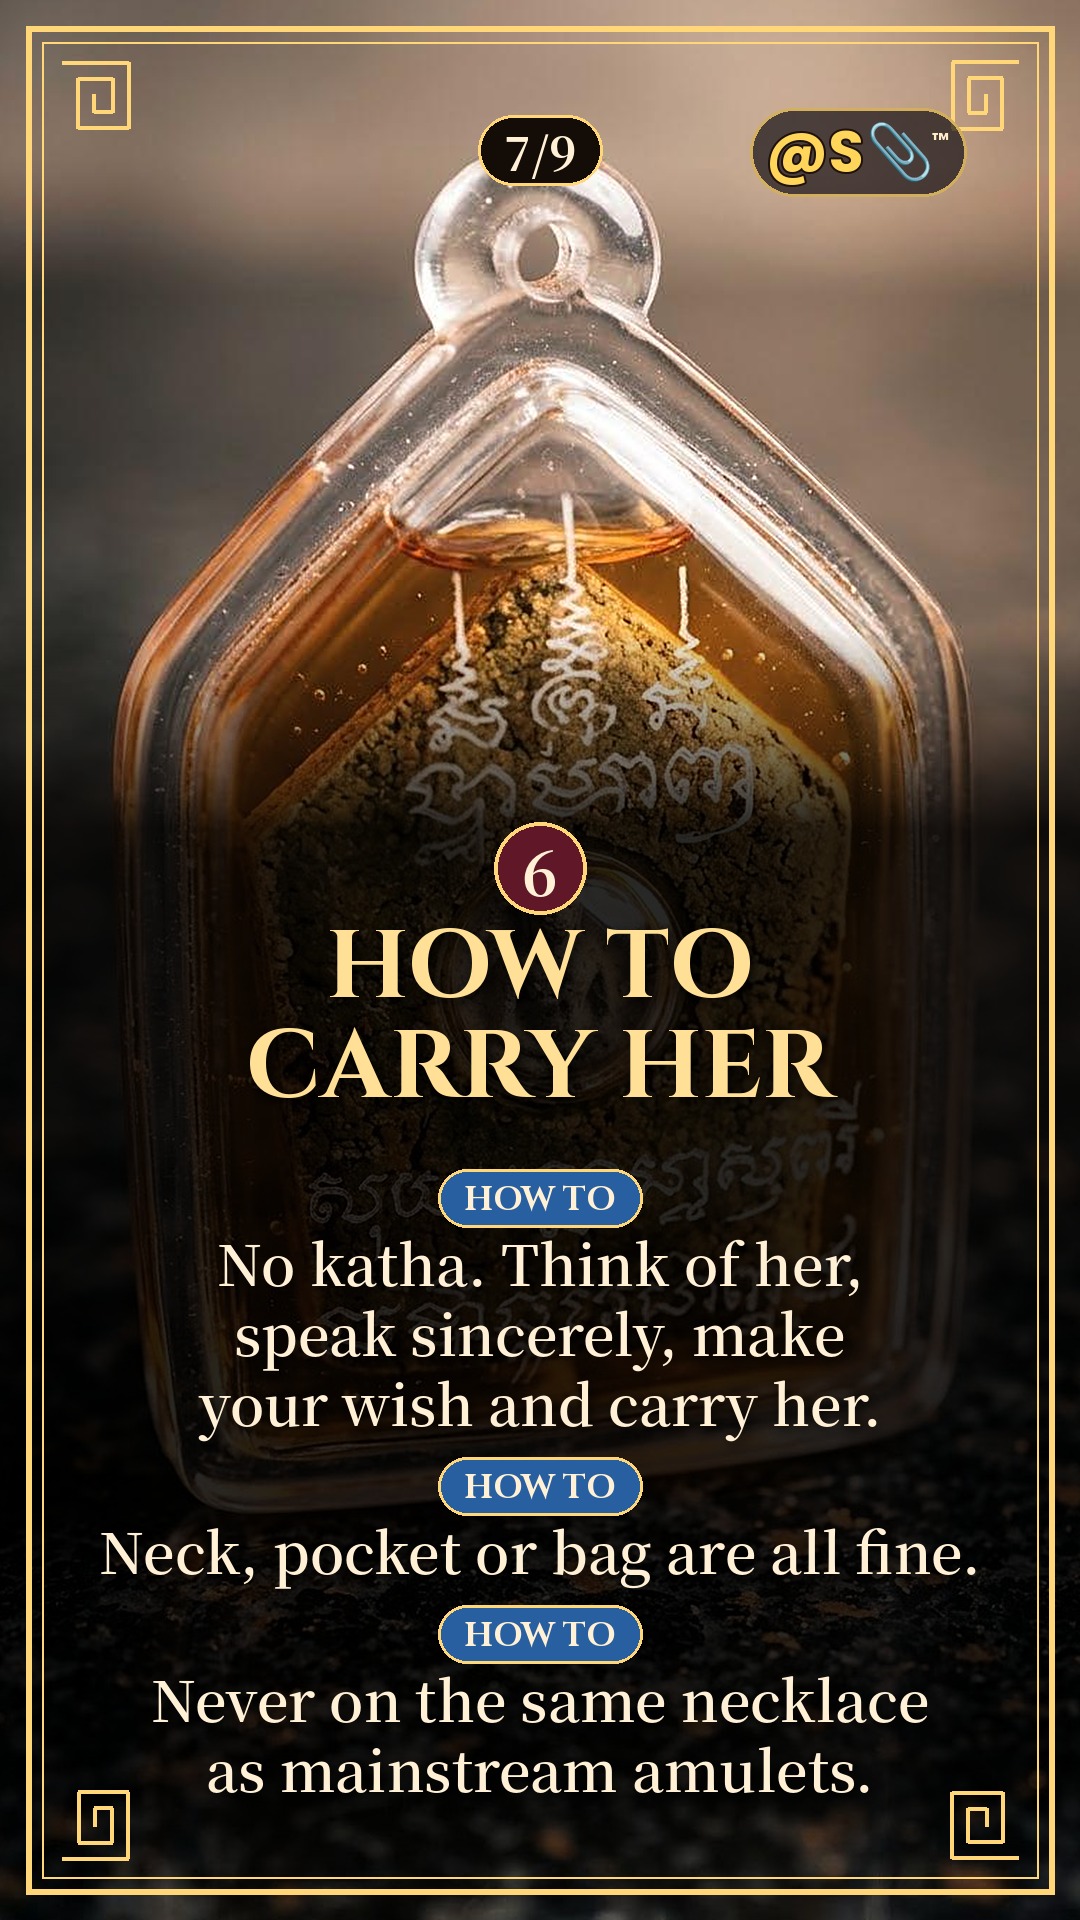 7/9
@S📎™
6
HOW TO
CARRY HER
HOW TO
No katha. Think of her,
speak sincerely, make
your wish and carry her.
HOW TO
Neck, pocket or bag are all fine.
HOW TO
Never on the same necklace
as mainstream amulets.